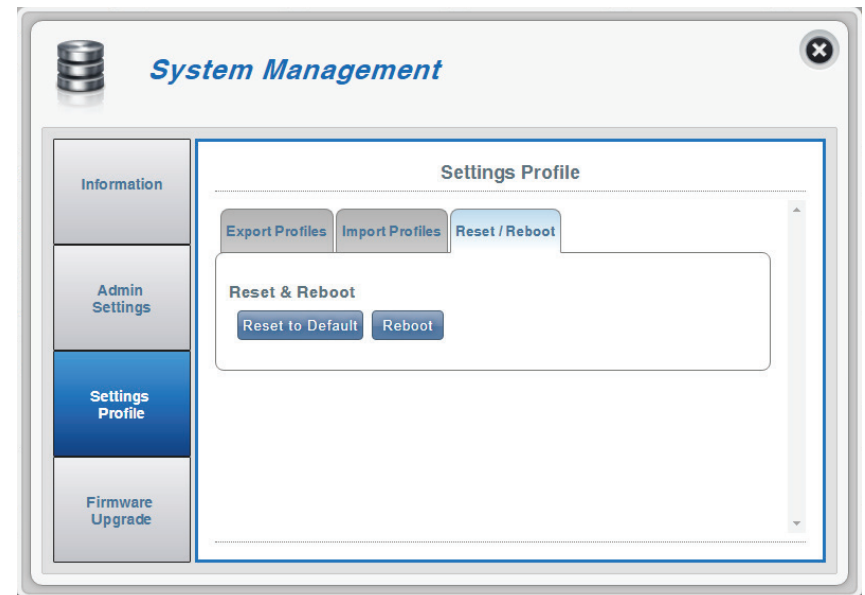 System Management
Information
Admin
Settings
Settings
Profile
Firmware
Upgrade
Settings Profile
Export Profiles Import Profiles Reset / Reboot
Reset & Reboot
Reset to Default Reboot